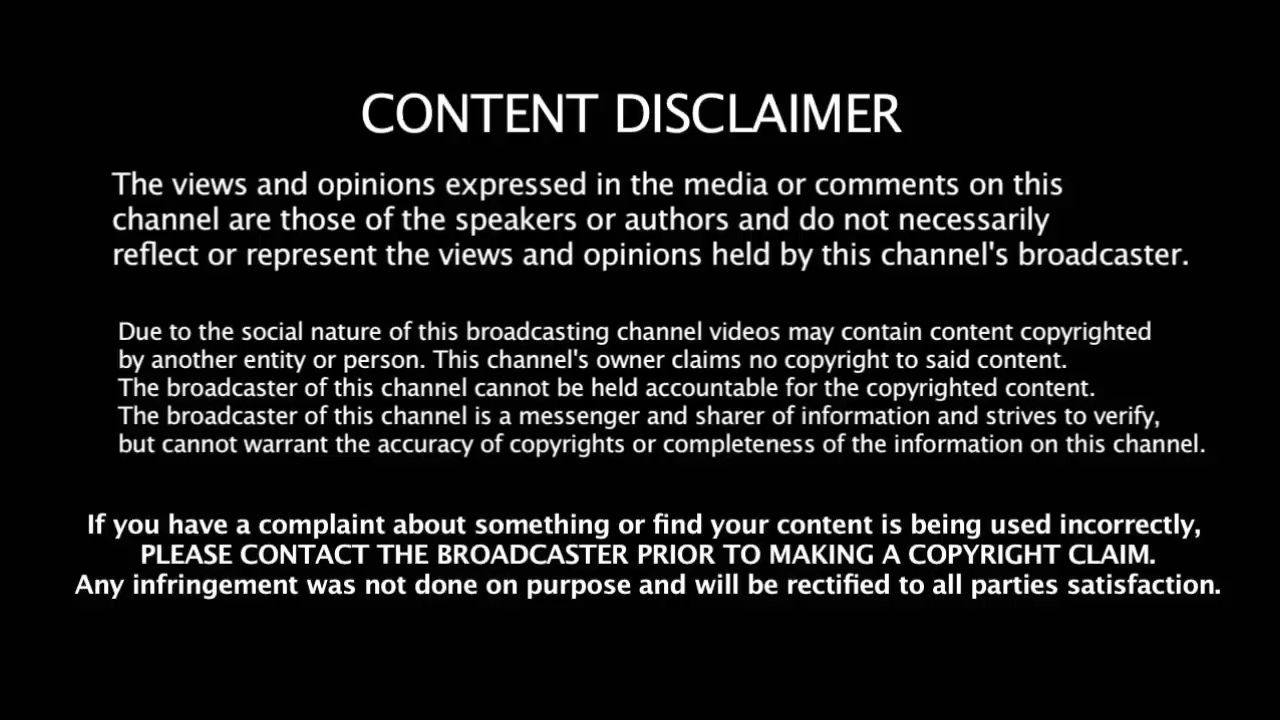 CONTENT DISCLAIMER
The views and opinions expressed in the media or comments on this
channel are those of the speakers or authors and do not necessarily
reflect or represent the views and opinions held by this channel's broadcaster.
Due to the social nature of this broadcasting channel videos may contain content copyrighted
by another entity or person. This channel's owner claims no copyright to said content.
The broadcaster of this channel cannot be held accountable for the copyrighted content.
The broadcaster of this channel is a messenger and sharer of information and strives to verify,
but cannot warrant the accuracy of copyrights or completeness of the information on this channel.
If you have a complaint about something or find your content is being used incorrectly,
PLEASE CONTACT THE BROADCASTER PRIOR TO MAKING A COPYRIGHT CLAIM.
Any infringement was not done on purpose and will be rectified to all parties satisfaction.